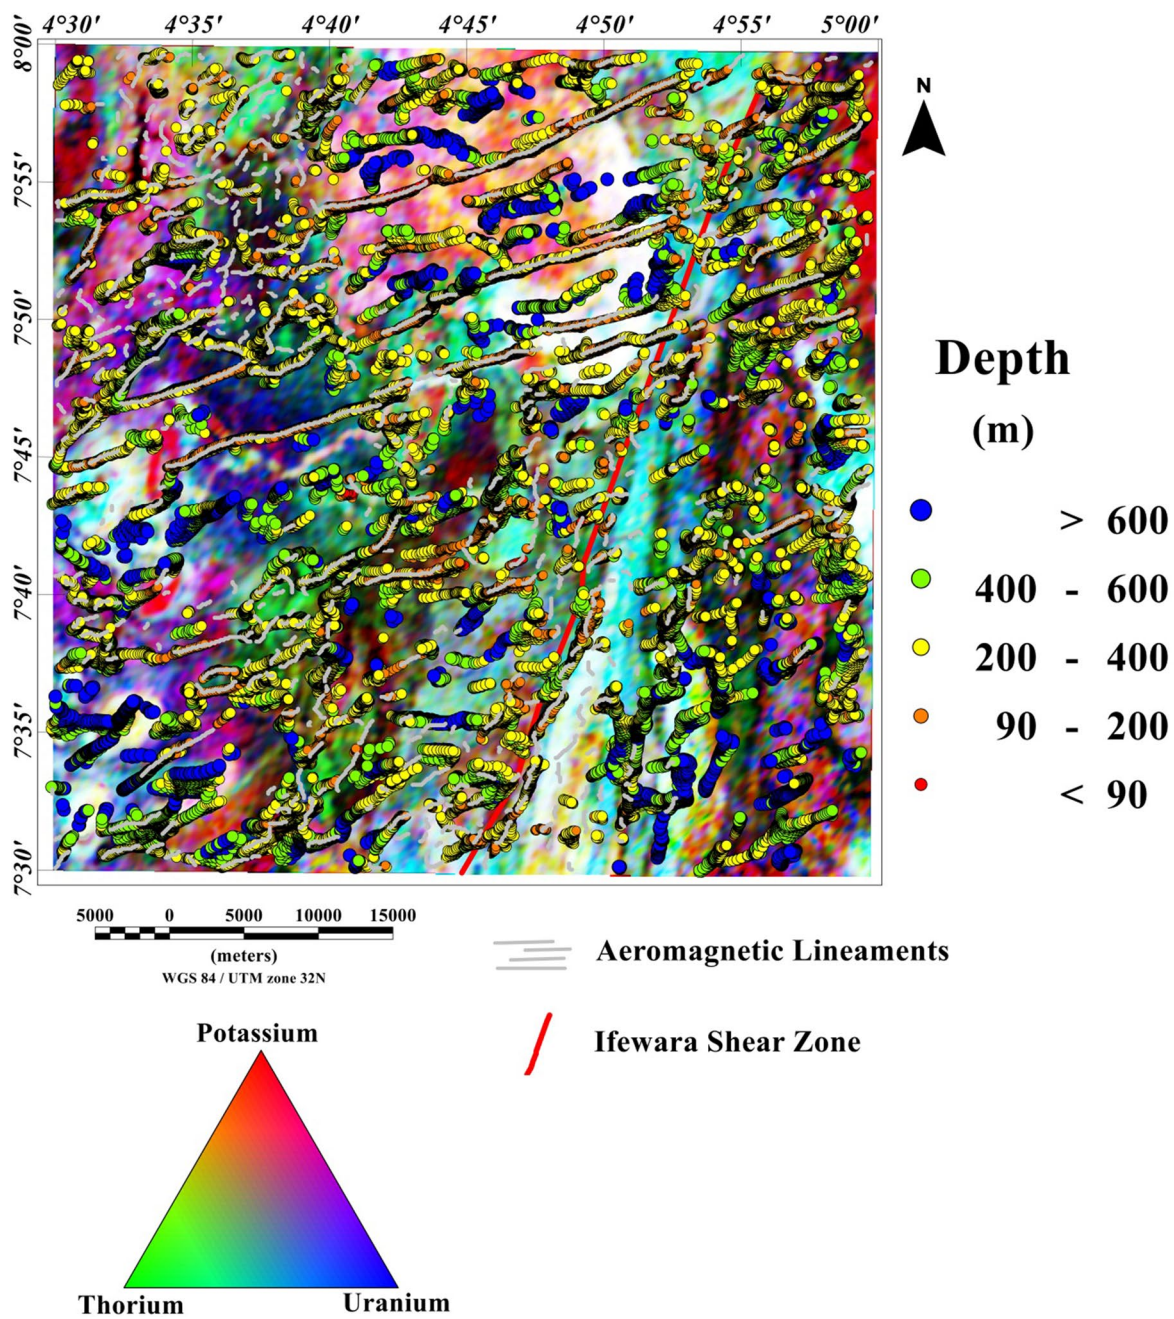 4°30′ 4°35′ 4°40′ 4°45′ 4°50′ 4°55′ 5°00′
8°00′
7°55′
7°50′
7°45′
7°40′
7°35′
7°30′
N
Depth
(m)
> 600
400 - 600
200 - 400
90 - 200
< 90
5000 0 5000 10000 15000
(meters)
WGS 84 / UTM zone 32N
Aeromagnetic Lineaments
Ifewara Shear Zone
Potassium
Thorium Uranium